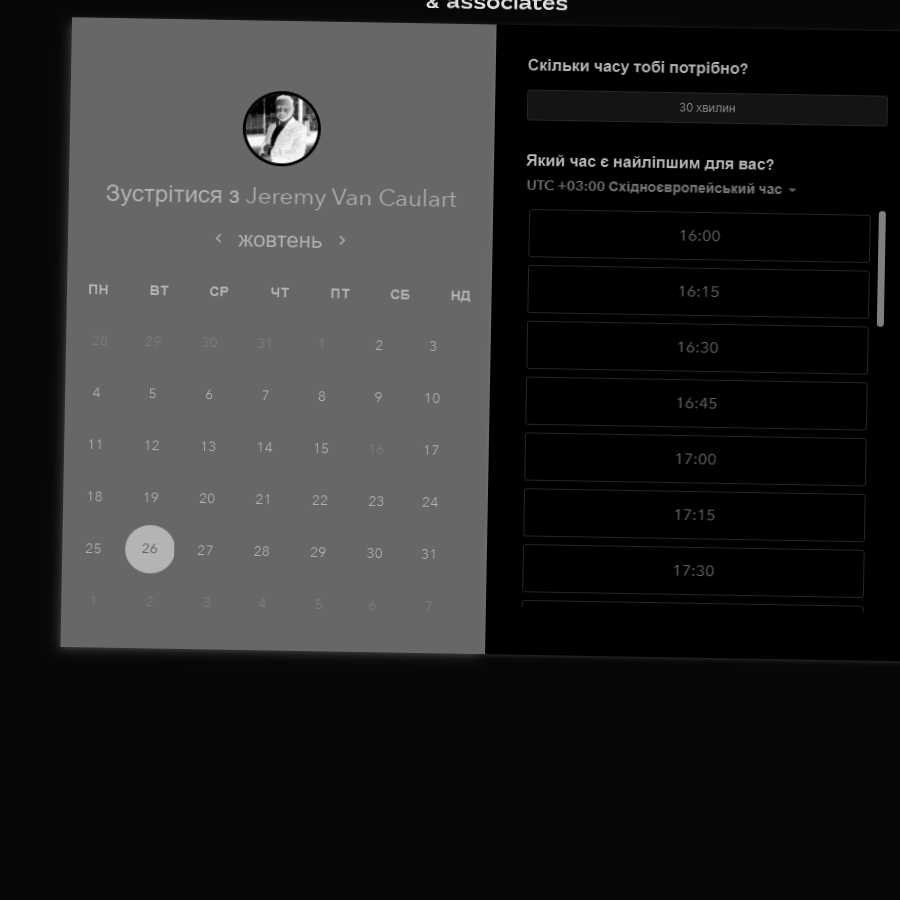 & associates
Зустрітися з Jeremy Van Caulart
жовтень
ПН ВТ СР ЧТ ПТ СБ НД
28 29 30 31 1 2 3
4 5 6 7 8 9 10
11 12 13 14 15 16 17
18 19 20 21 22 23 24
25 26 27 28 29 30 31
1 2 3 4 5 6 7
Скільки часу тобі потрібно?
30 хвилин
Який час є найліпшим для вас?
UTC +03:00 Східноєвропейський час
16:00
16:15
16:30
16:45
17:00
17:15
17:30